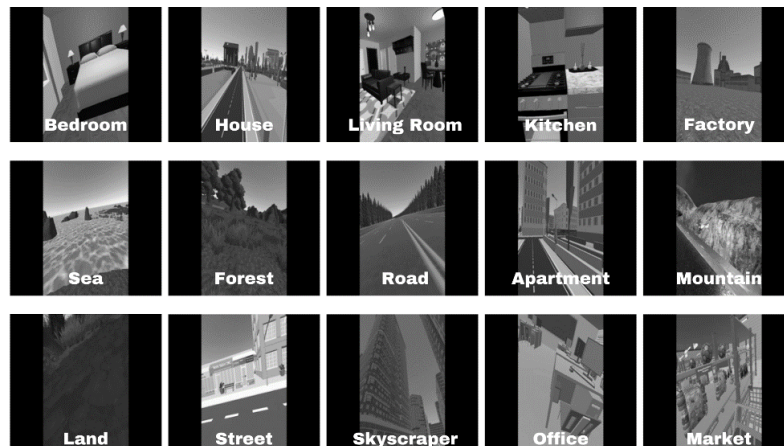 Bedroom
House
Living Room
Kitchen
Factory
Sea
Forest
Road
Apartment
Mountain
Land
Street
Skyscraper
Office
Market